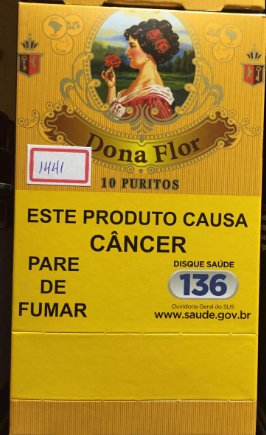 Dona Flor
1441
10 PURITOS
ESTE PRODUTO CAUSA
CÂNCER
PARE
DE
FUMAR
DISQUE SAÚDE
136
Ouvidoria Geral do SUS
www.saude.gov.br